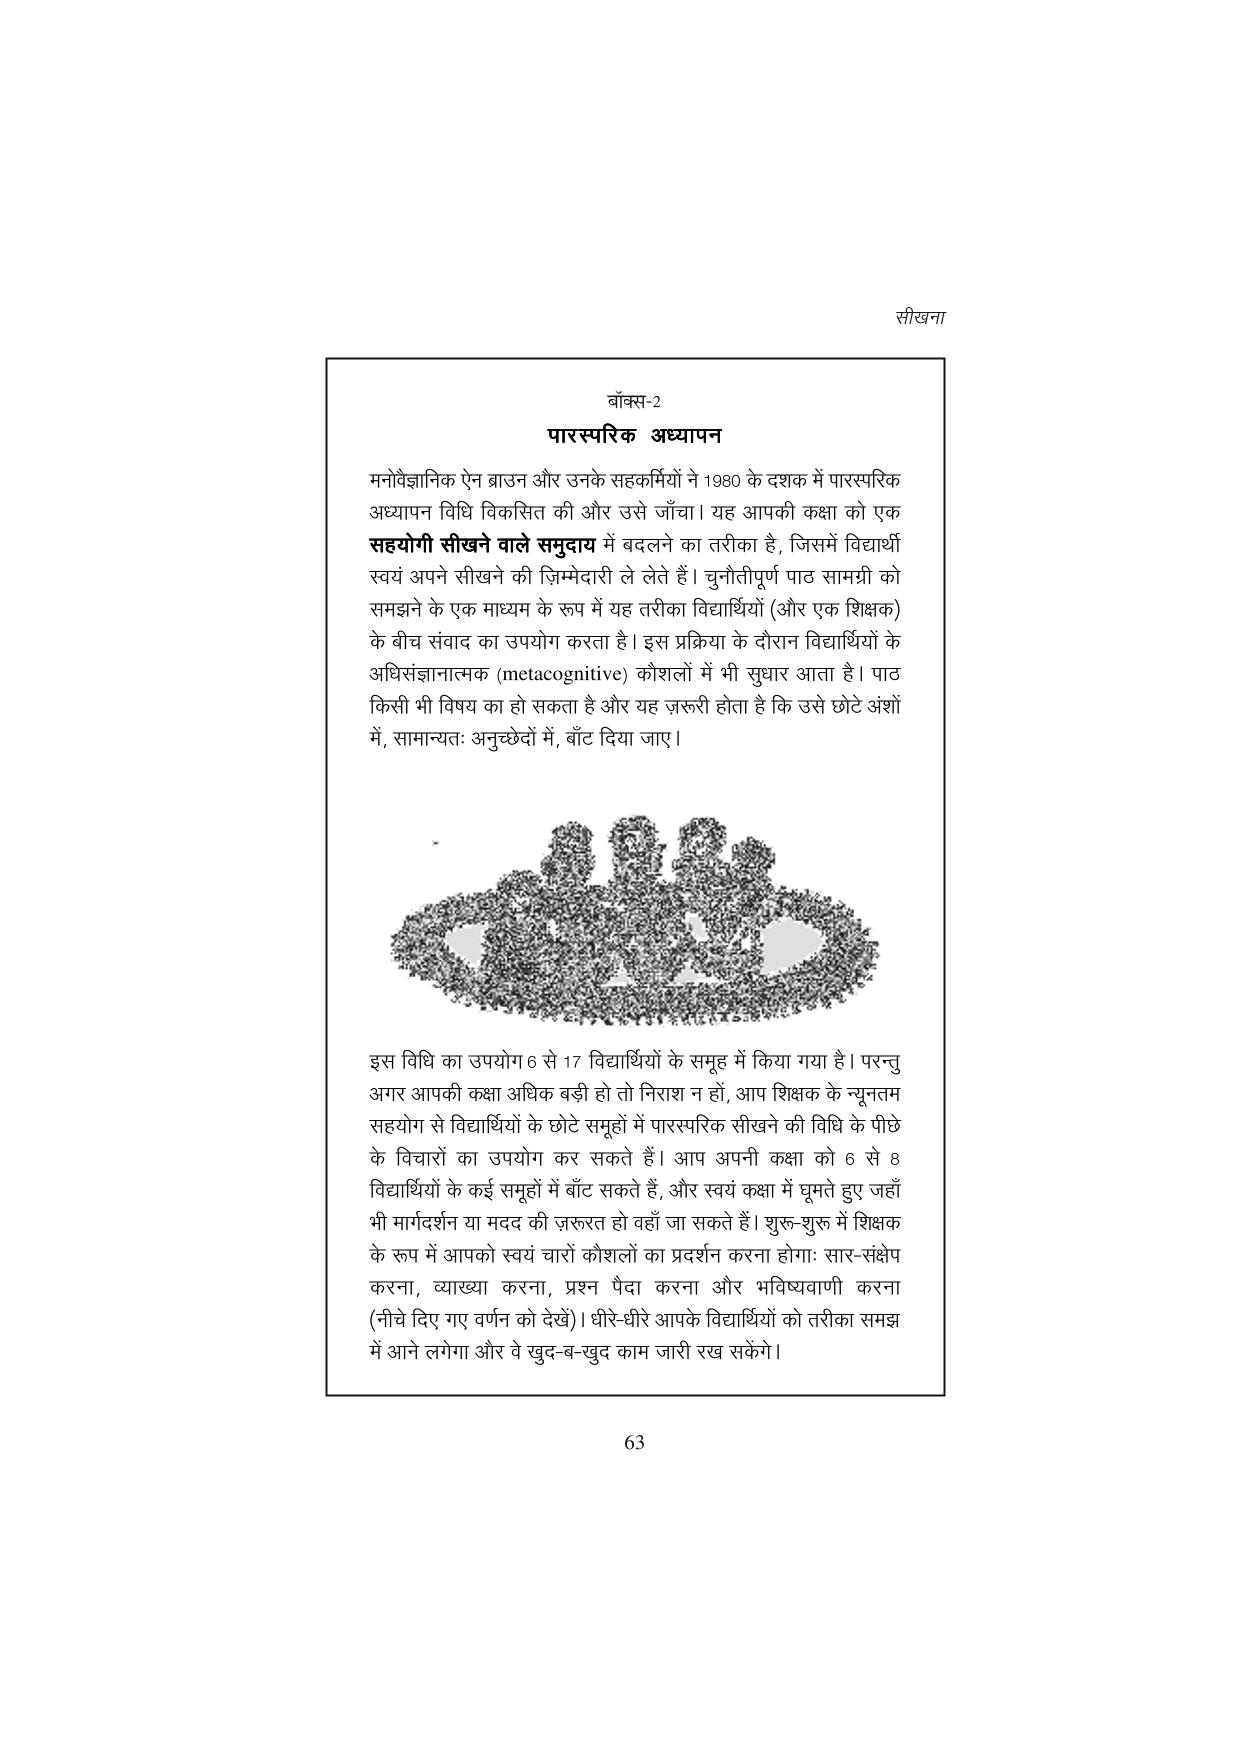 सीखना
बॉक्स-2
पारस्परिक अध्यापन
मनोवैज्ञानिक ऐन ब्राउन और उनके सहकर्मियों ने 1980 के दशक में पारस्परिक
अध्यापन विधि विकसित की और उसे जाँचा। यह आपकी कक्षा को एक
सहयोगी सीखने वाले समुदाय में बदलने का तरीका है, जिसमें विद्यार्थी
स्वयं अपने सीखने की ज़िम्मेदारी ले लेते हैं। चुनौतीपूर्ण पाठ सामग्री को
समझने के एक माध्यम के रूप में यह तरीका विद्यार्थियों (और एक शिक्षक)
के बीच संवाद का उपयोग करता है। इस प्रक्रिया के दौरान विद्यार्थियों के
अधिसंज्ञानात्मक (metacognitive) कौशलों में भी सुधार आता है। पाठ
किसी भी विषय का हो सकता है और यह ज़रूरी होता है कि उसे छोटे अंशों
में, सामान्यतः अनुच्छेदों में, बाँट दिया जाए।
इस विधि का उपयोग 6 से 17 विद्यार्थियों के समूह में किया गया है। परन्तु
अगर आपकी कक्षा अधिक बड़ी हो तो निराश न हों, आप शिक्षक के न्यूनतम
सहयोग से विद्यार्थियों के छोटे समूहों में पारस्परिक सीखने की विधि के पीछे
के विचारों का उपयोग कर सकते हैं। आप अपनी कक्षा को 6 से 8
विद्यार्थियों के कई समूहों में बाँट सकते हैं, और स्वयं कक्षा में घूमते हुए जहाँ
भी मार्गदर्शन या मदद की ज़रूरत हो वहाँ जा सकते हैं। शुरू-शुरू में शिक्षक
के रूप में आपको स्वयं चारों कौशलों का प्रदर्शन करना होगाः सार-संक्षेप
करना, व्याख्या करना, प्रश्न पैदा करना और भविष्यवाणी करना
(नीचे दिए गए वर्णन को देखें)। धीरे-धीरे आपके विद्यार्थियों को तरीका समझ
में आने लगेगा और वे खुद-ब-खुद काम जारी रख सकेंगे।
63